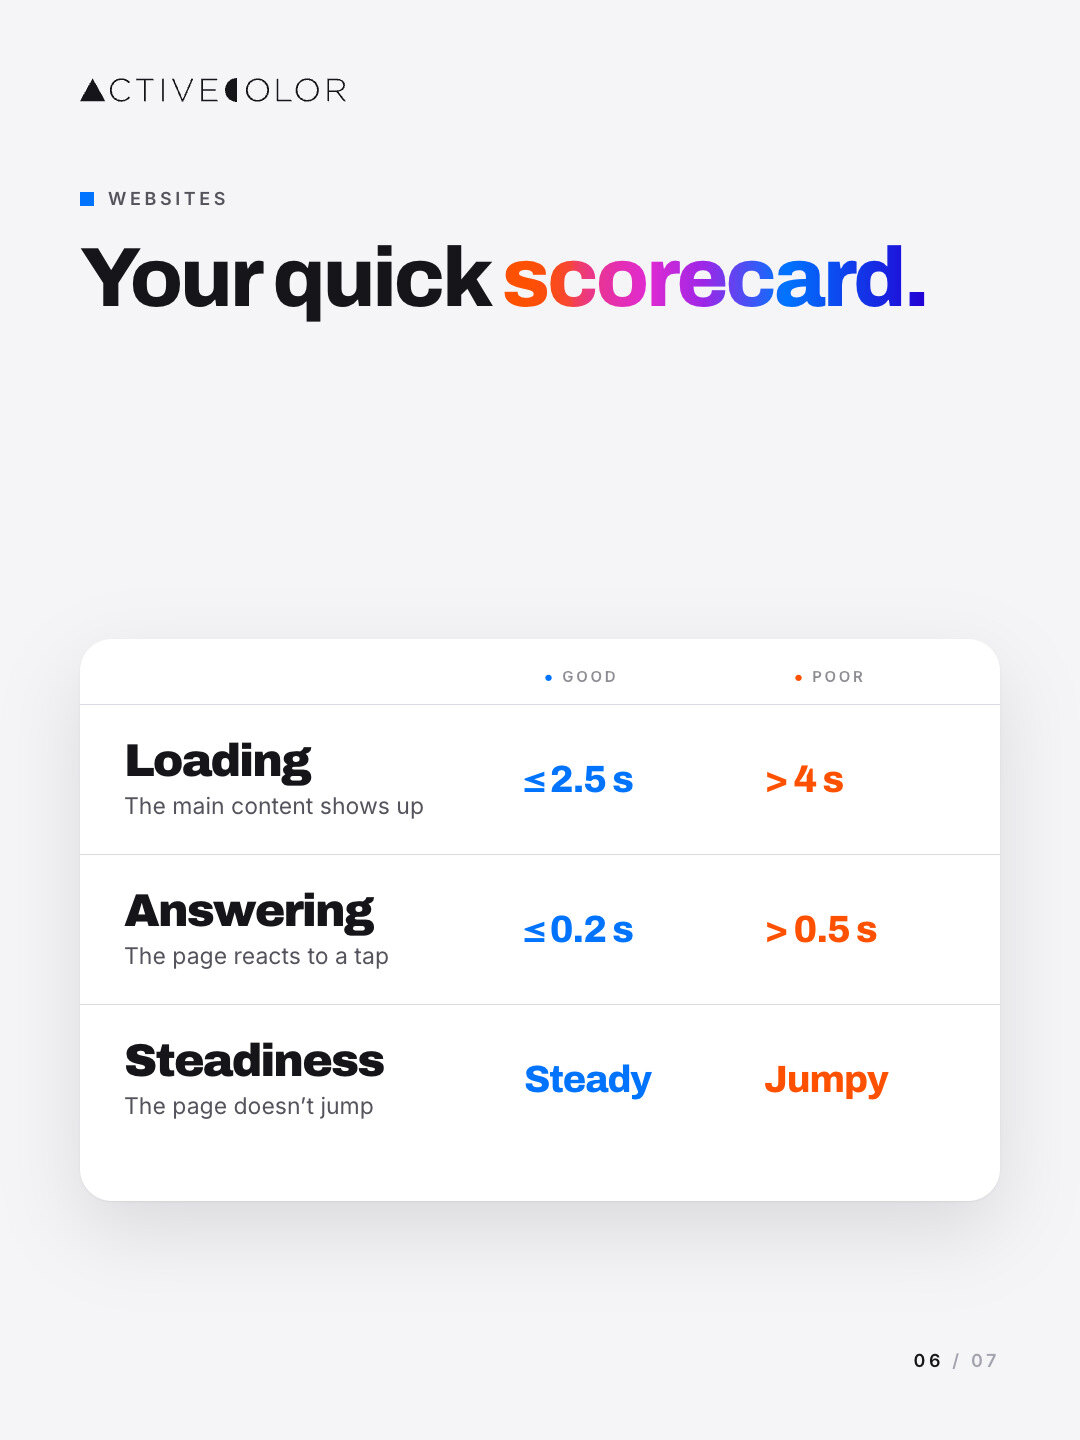 ACTIVECOLOR
WEBSITES
Your quick scorecard.
GOOD POOR
Loading
The main content shows up
≤ 2.5 s > 4 s
Answering
The page reacts to a tap
≤ 0.2 s > 0.5 s
Steadiness
The page doesn’t jump
Steady Jumpy
06 / 07